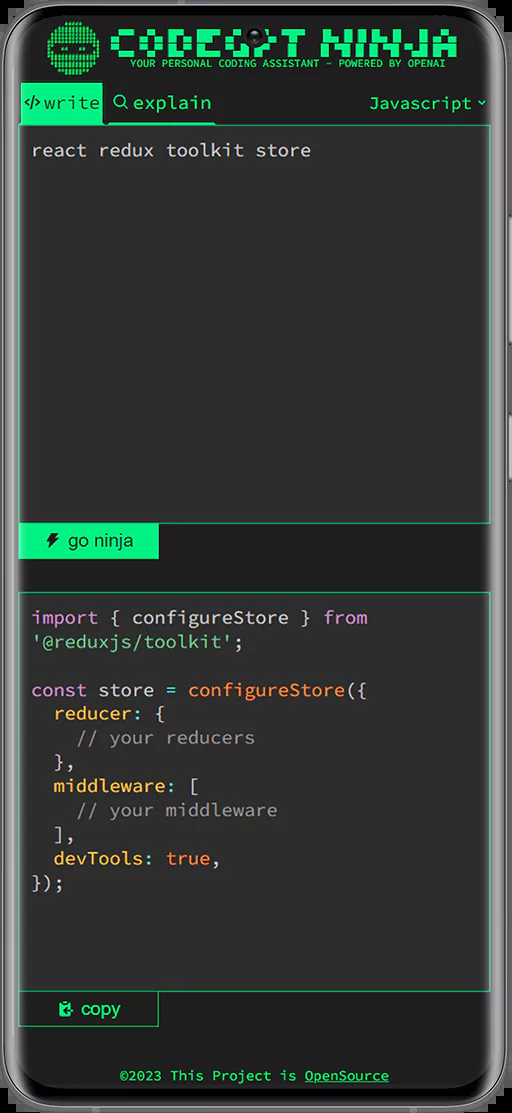 CODEGPT NINJA
YOUR PERSONAL CODING ASSISTANT - POWERED BY OPENAI
</> write explain Javascript
react redux toolkit store
go ninja
import { configureStore } from
'@reduxjs/toolkit';
const store = configureStore({
  reducer: {
    // your reducers
  },
  middleware: [
    // your middleware
  ],
  devTools: true,
});
copy
©2023 This Project is OpenSource